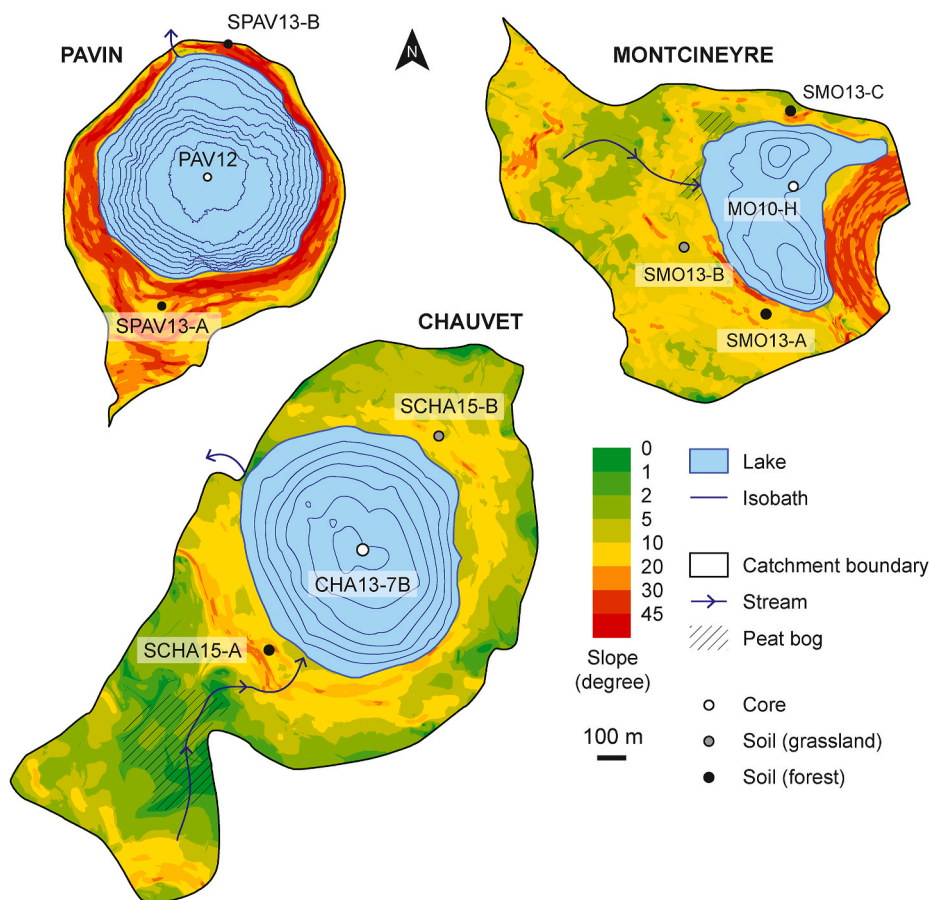 SPAV13-B
PAVIN
N
MONTCINEYRE
SMO13-C
PAV12
MO10-H
SMO13-B
SPAV13-A
SMO13-A
CHAUVET
SCHA15-B
CHA13-7B
SCHA15-A
0
1
2
5
10
20
30
45
Slope
(degree)
100 m
Lake
Isobath
Catchment boundary
Stream
Peat bog
Core
Soil (grassland)
Soil (forest)